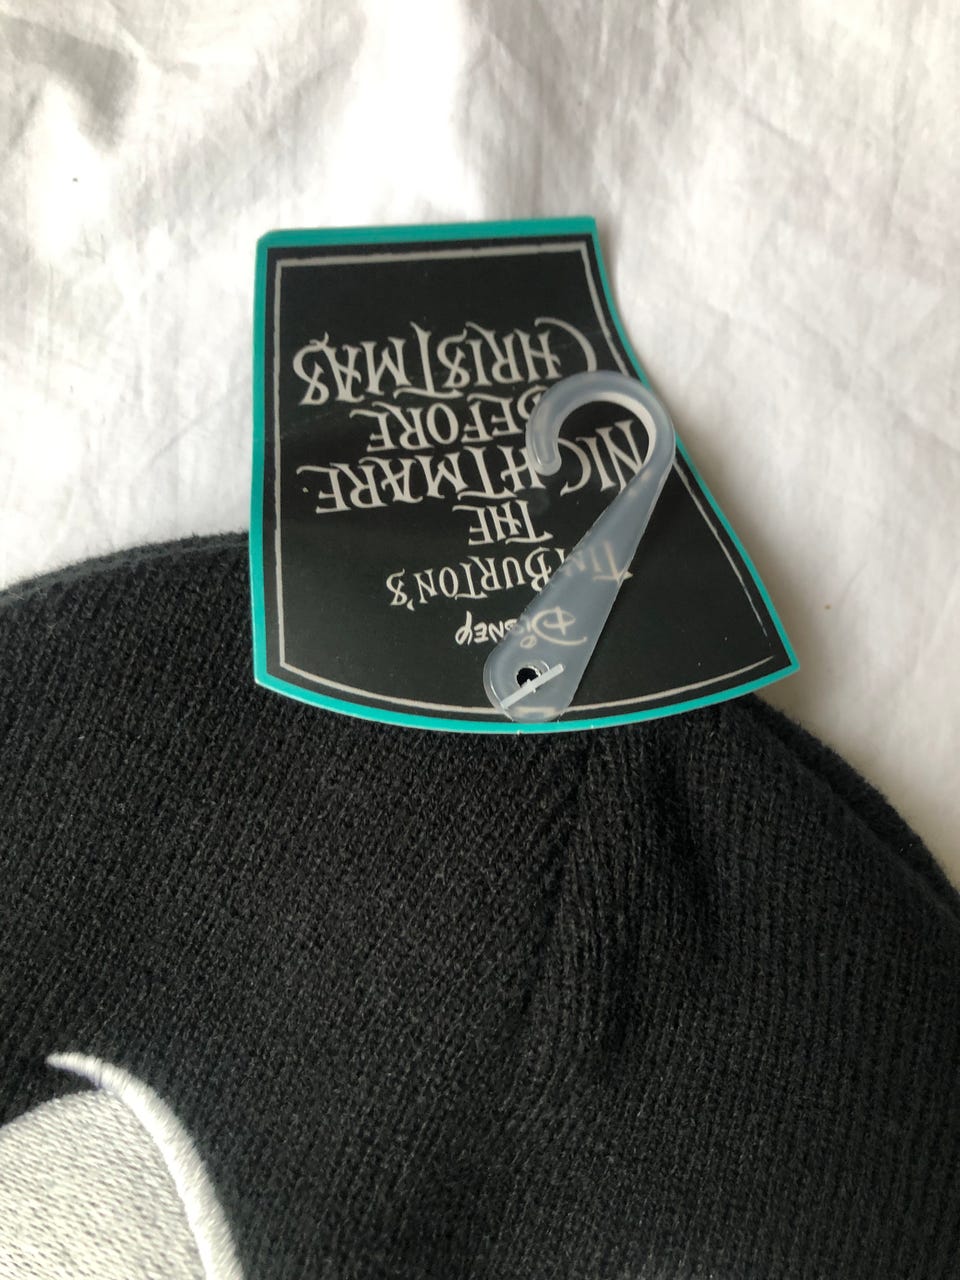 Disney
TIM BURTON'S
THE
NIGHTMARE
BEFORE
CHRISTMAS